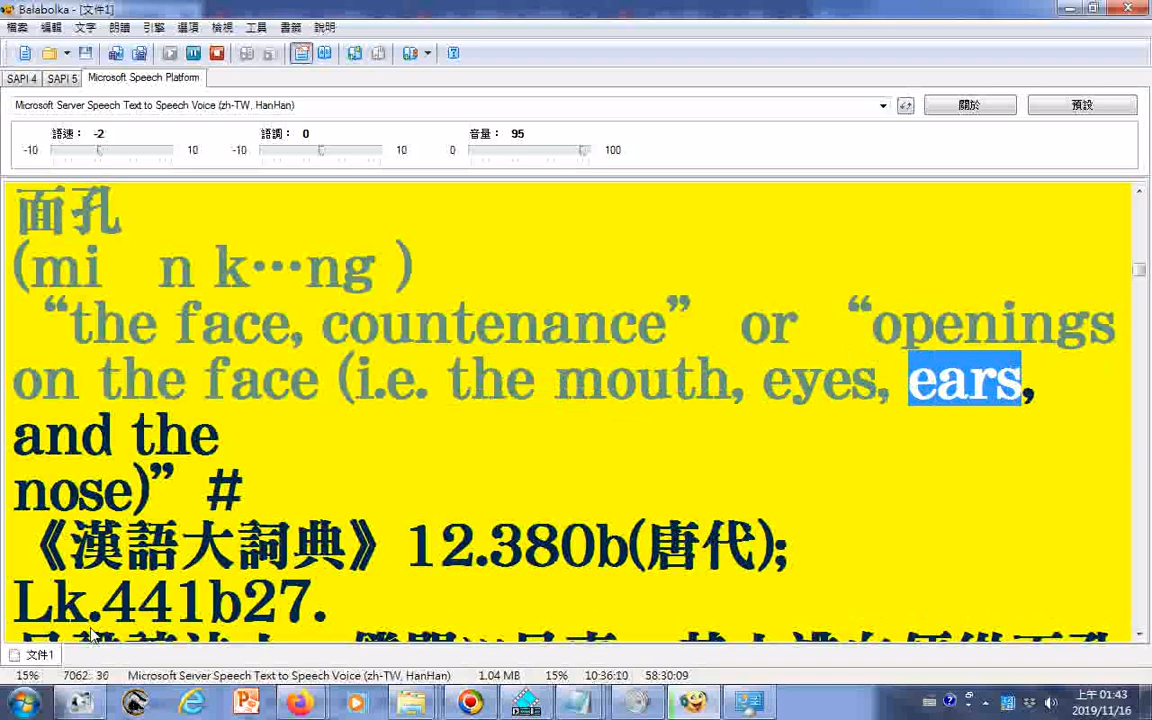 Balabolka - [文件1]
檔案 編輯 文字 朗讀 引擎 選項 檢視 工具 書籤 說明
SAPI 4 SAPI 5 Microsoft Speech Platform
Microsoft Server Speech Text to Speech Voice (zh-TW, HanHan) 關於 預設
語速： -2 語調： 0 音量： 95
-10 10 -10 10 0 100
面孔
(mi n k…ng )
“the face, countenance” or “openings
on the face (i.e. the mouth, eyes, ears,
and the
nose)” #
《漢語大詞典》12.380b(唐代);
Lk.441b27.
文件1
15% 7062: 30 Microsoft Server Speech Text to Speech Voice (zh-TW, HanHan) 1.04 MB 15% 10:36:10 58:30:09
上午 01:43
2019/11/16